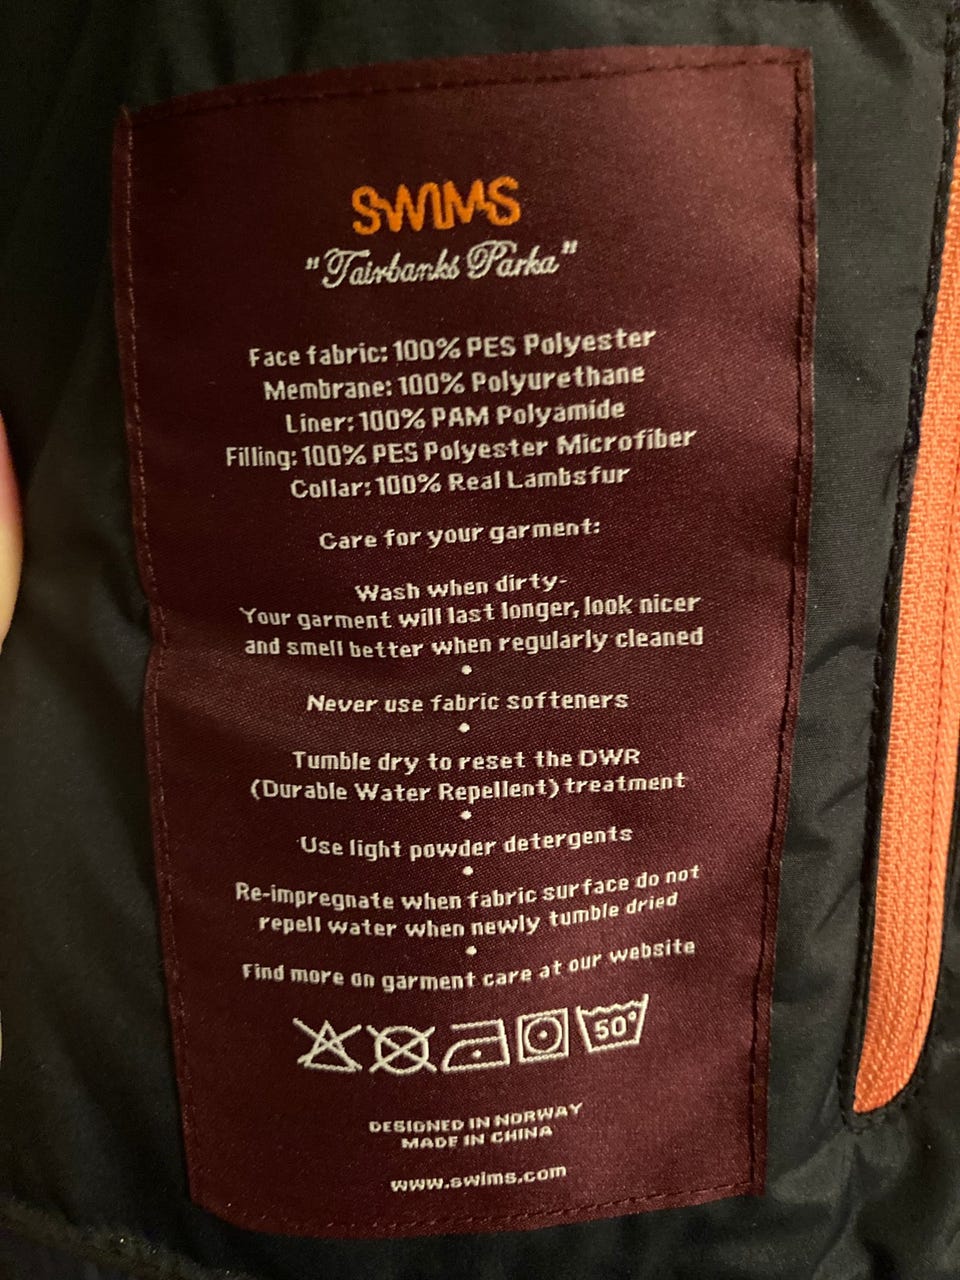 SWIMS
"Fairbanks Parka"
Face fabric: 100% PES Polyester
Membrane: 100% Polyurethane
Liner: 100% PAM Polyamide
Filling: 100% PES Polyester Microfiber
Collar: 100% Real Lambsfur
Care for your garment:
Wash when dirty-
Your garment will last longer, look nicer
and smell better when regularly cleaned
•
Never use fabric softeners
•
Tumble dry to reset the DWR
(Durable Water Repellent) treatment
•
Use light powder detergents
•
Re-impregnate when fabric surface do not
repell water when newly tumble dried
•
Find more on garment care at our website
50°
DESIGNED IN NORWAY
MADE IN CHINA
www.swims.com